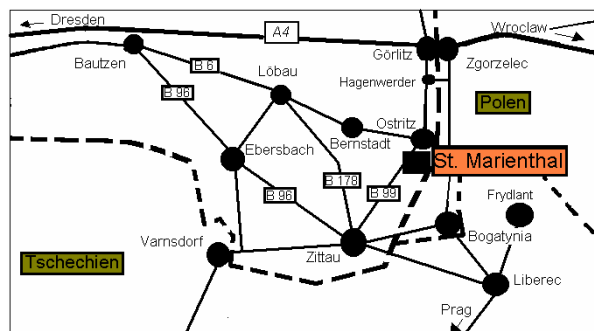 Dresden
A4
Wroclaw
Görlitz
Zgorzelec
Bautzen
B 6
Löbau
Hagenwerder
B 96
Polen
Ostritz
Bernstadt
St. Marienthal
Ebersbach
B 178
B 99
Frydlant
B 96
Varnsdorf
Bogatynia
Zittau
Tschechien
Liberec
Prag